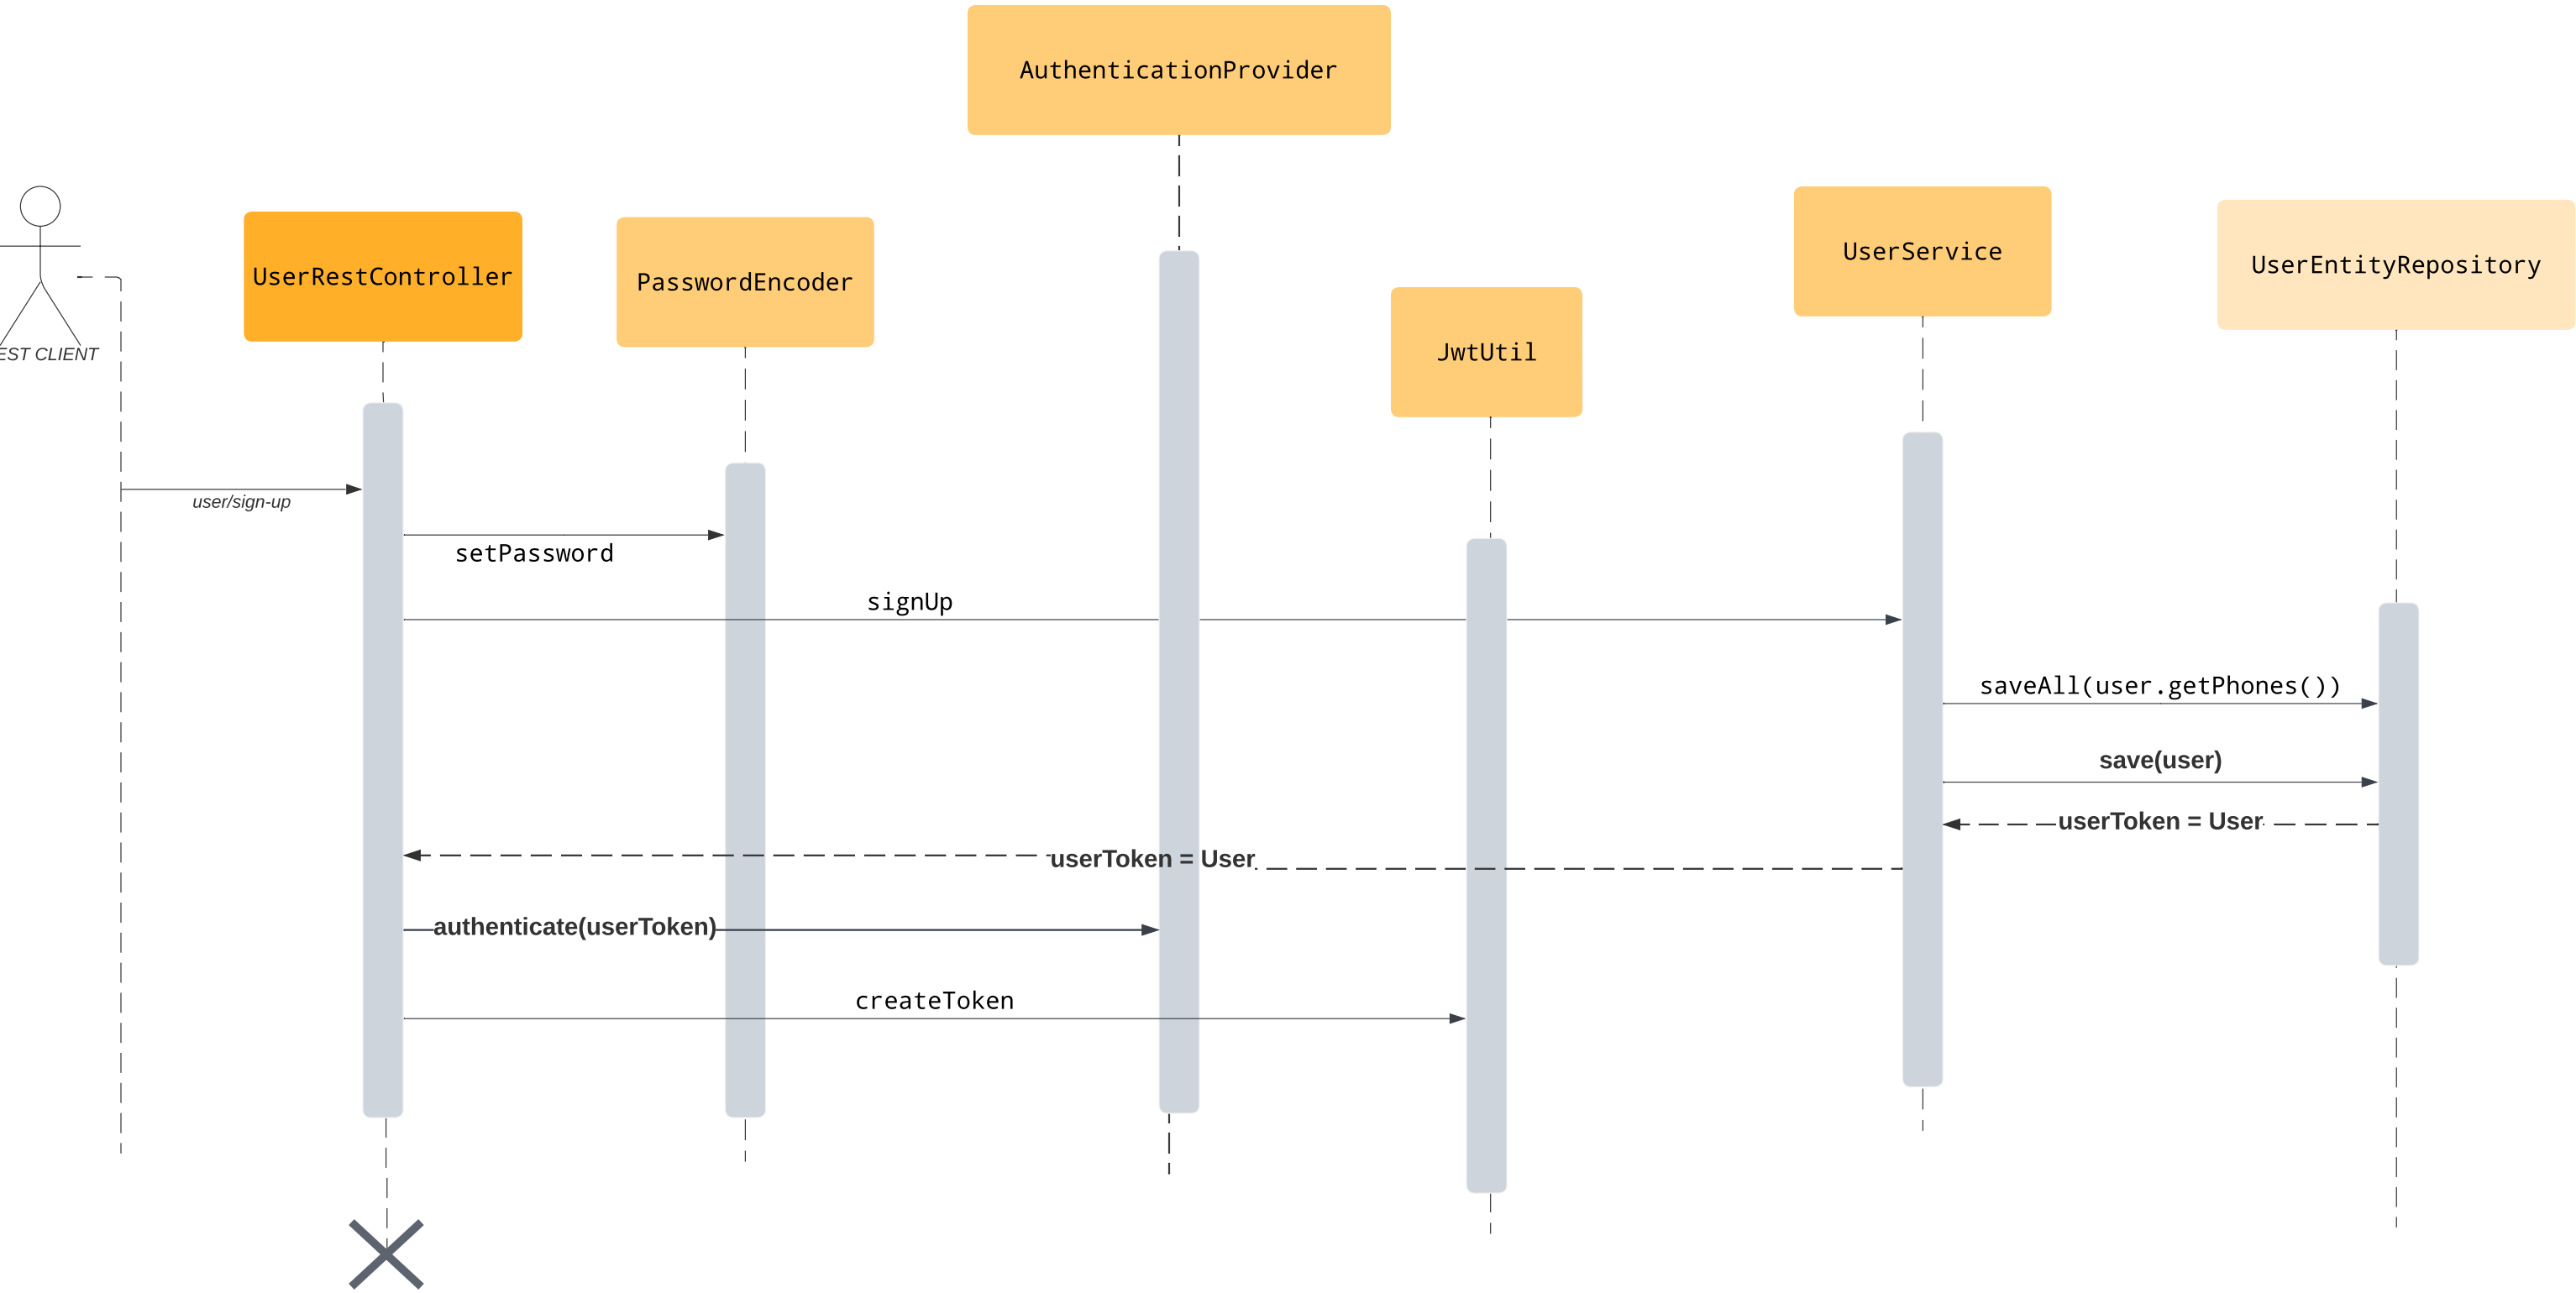 AuthenticationProvider
UserRestController
PasswordEncoder
JwtUtil
UserService
UserEntityRepository
EST CLIENT
user/sign-up
setPassword
signUp
saveAll(user.getPhones())
save(user)
userToken = User
userToken = User
authenticate(userToken)
createToken